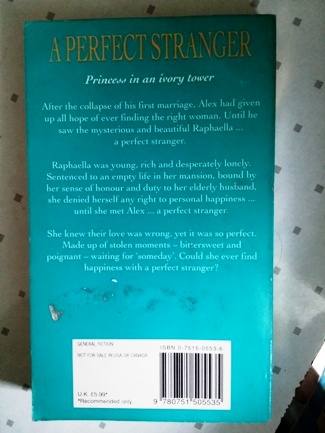 A PERFECT STRANGER
Princess in an ivory tower
After the collapse of his first marriage, Alex had given
up all hope of ever finding the right woman. Until he
saw the mysterious and beautiful Raphaella ...
a perfect stranger.
Raphaella was young, rich and desperately lonely.
Sentenced to an empty life in her mansion, bound by
her sense of honour and duty to her elderly husband,
she denied herself any right to personal happiness ...
until she met Alex ... a perfect stranger.
She knew their love was wrong, yet it was so perfect.
Made up of stolen moments – bittersweet and
poignant – waiting for 'someday'. Could she ever find
happiness with a perfect stranger?
GENERAL FICTION
ISBN 0-7515-0553-6
NOT FOR SALE IN USA OR CANADA
U.K. £5.99*
*Recommended only
9 780751 505535